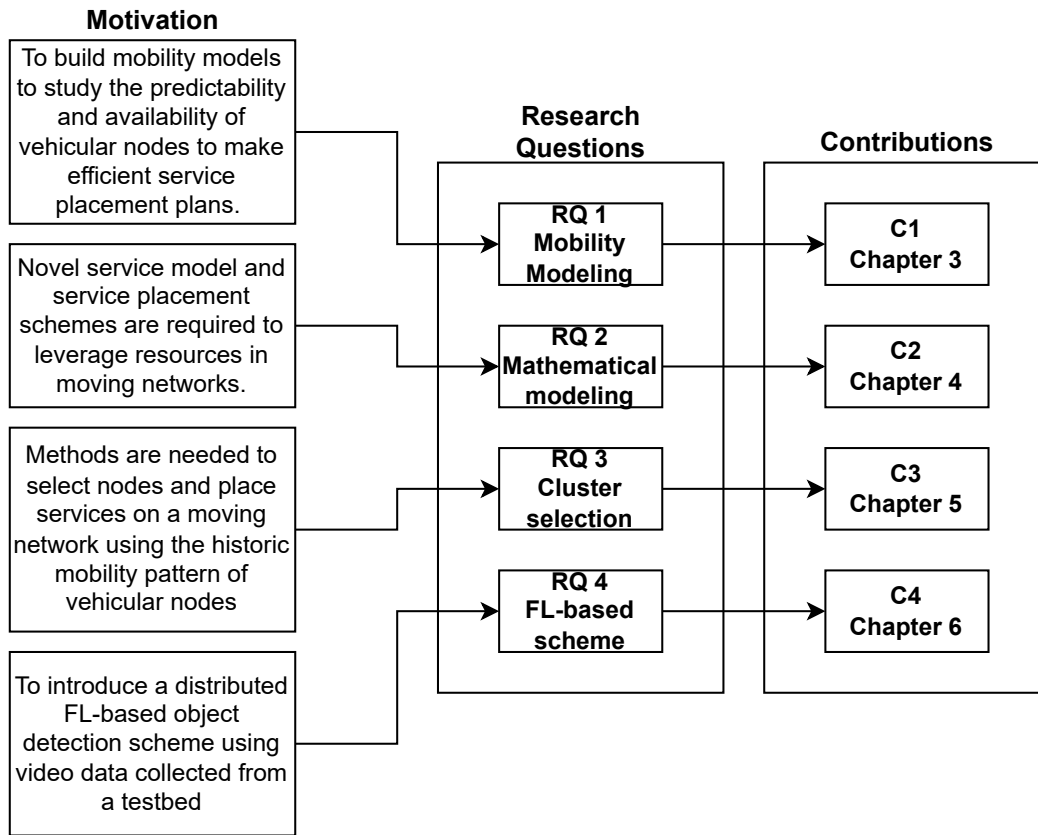 Motivation
To build mobility models
to study the predictability
and availability of
vehicular nodes to make
efficient service
placement plans.
Novel service model and
service placement
schemes are required to
leverage resources in
moving networks.
Methods are needed to
select nodes and place
services on a moving
network using the historic
mobility pattern of
vehicular nodes
To introduce a distributed
FL-based object
detection scheme using
video data collected from
a testbed
Research
Questions
RQ 1
Mobility
Modeling
RQ 2
Mathematical
modeling
RQ 3
Cluster
selection
RQ 4
FL-based
scheme
Contributions
C1
Chapter 3
C2
Chapter 4
C3
Chapter 5
C4
Chapter 6